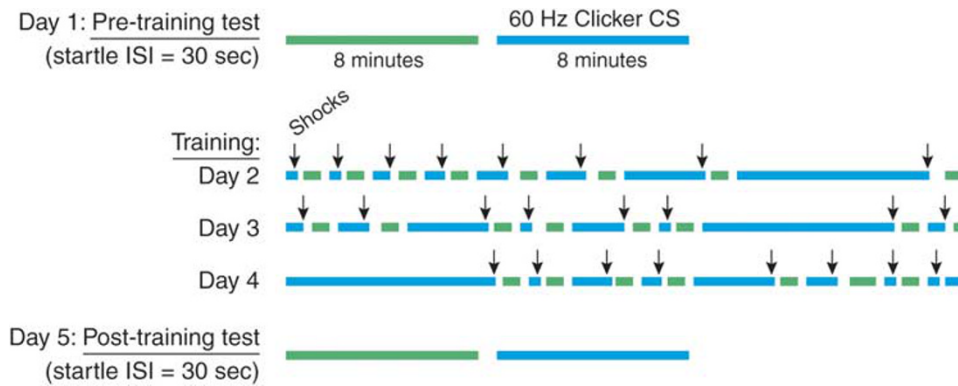 Day 1: Pre-training test
(startle ISI = 30 sec)
60 Hz Clicker CS
8 minutes
8 minutes
Shocks
Training:
Day 2
Day 3
Day 4
Day 5: Post-training test
(startle ISI = 30 sec)